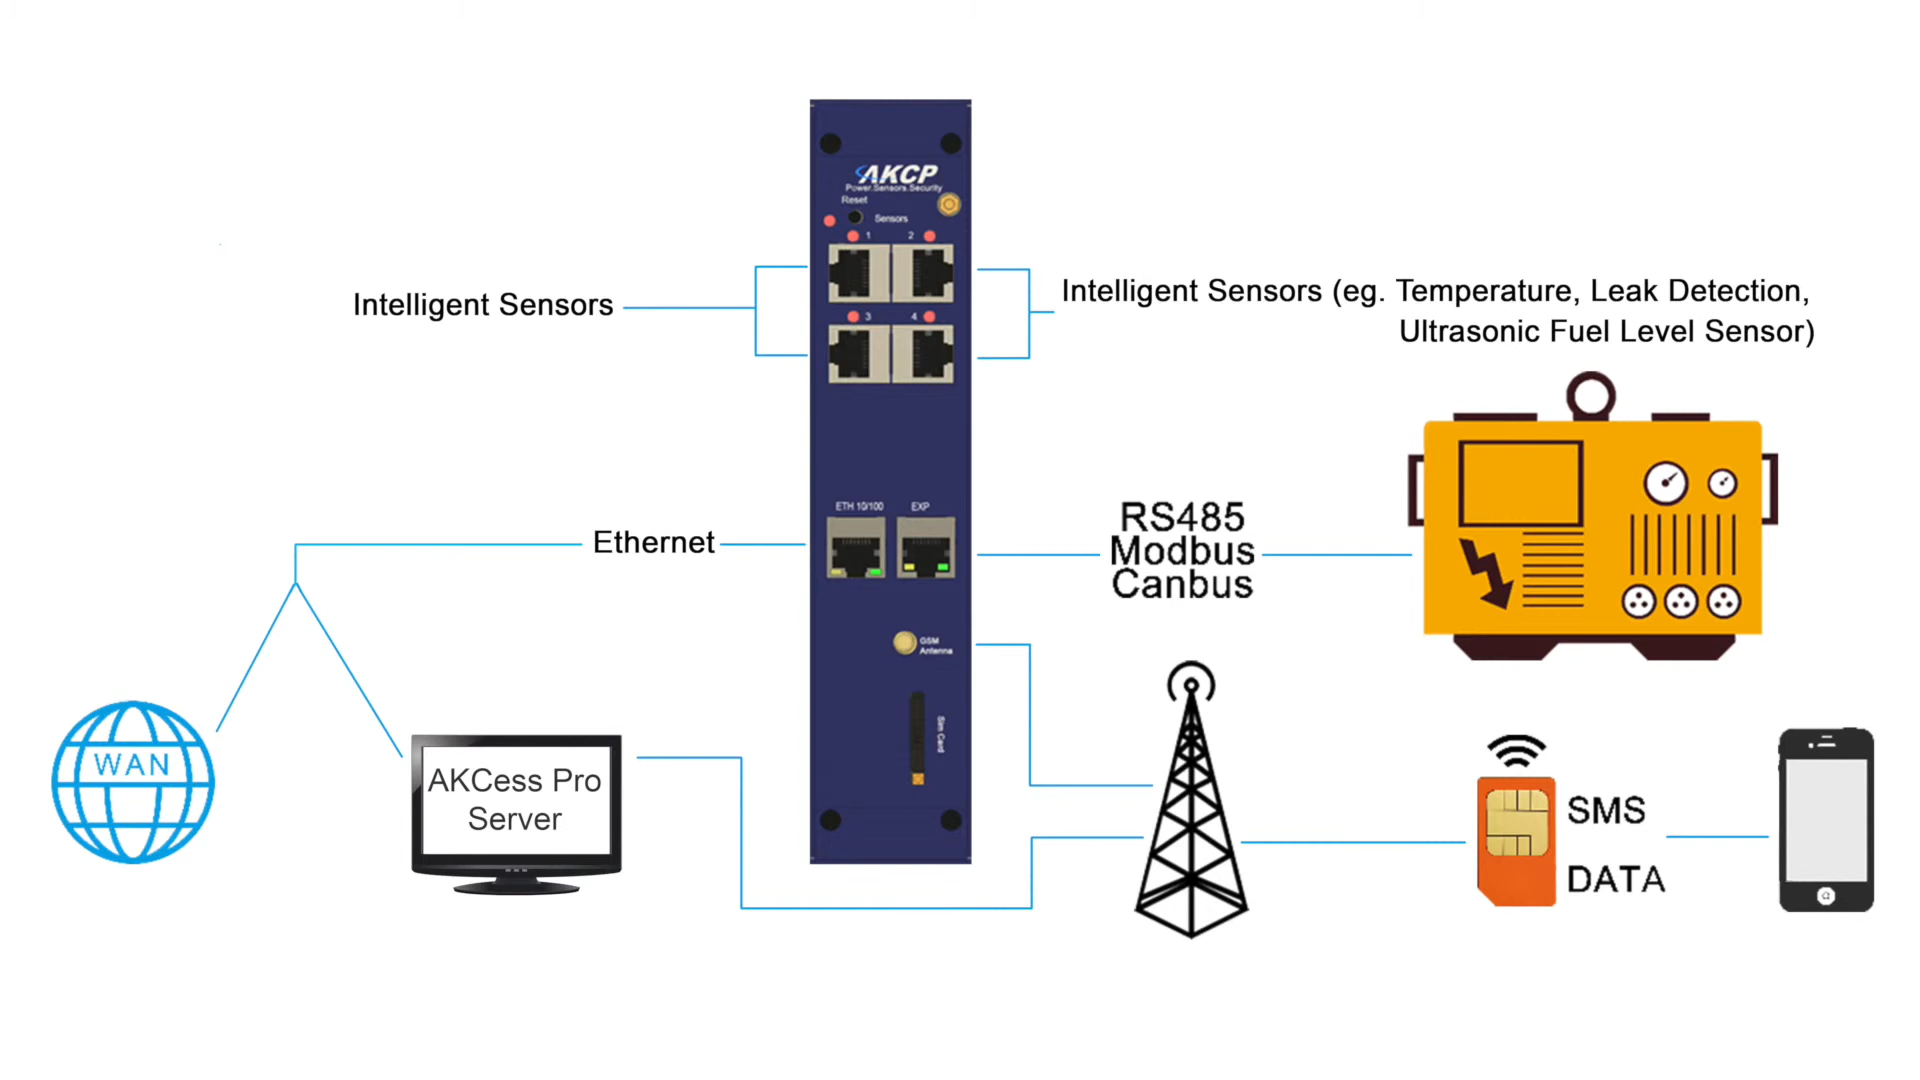 AKCP
Power.Sensors.Security
Reset
Sensors
1 2
3 4
Intelligent Sensors
Intelligent Sensors (eg. Temperature, Leak Detection,
Ultrasonic Fuel Level Sensor)
ETH 10/100 EXP
Ethernet
RS485
Modbus
Canbus
GSM
Antenna
Sim Card
WAN
AKCess Pro
Server
SMS
DATA